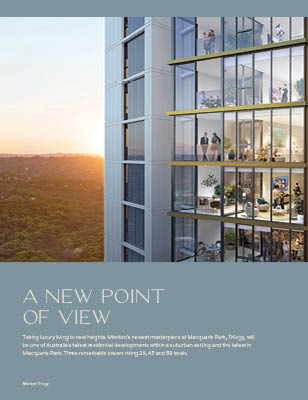 A NEW POINT
OF VIEW
Taking luxury living to new heights. Meriton's newest masterpiece at Macquarie Park, Trilogy, will
be one of Australia's tallest residential developments within a suburban setting and the tallest in
Macquarie Park. Three remarkable towers rising 39, 45 and 63 levels.
Meriton Trilogy